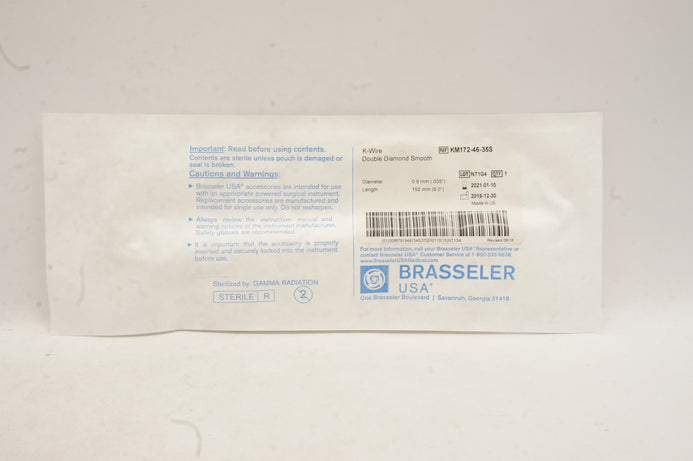 Important: Read before using contents.
Contents are sterile unless pouch is damaged or
seal is broken.
Cautions and Warnings:
▶ Brasseler USA® accessories are intended for use
with an appropriate powered surgical instrument.
Replacement accessories are manufactured and
intended for single use only. Do not resharpen.
▶ Always review the instruction manual and
warning notices of the instrument manufacturer.
Safety glasses are recommended.
▶ It is important that the accessory is properly
inserted and securely locked into the instrument
before use.
Sterilized by: GAMMA RADIATION
STERILE R
2
K-Wire
REF KM172-46-35S
Double Diamond Smooth
LOT NT1G4 QTY 1
Diameter 0.9 mm (.035")
Length 152 mm (6.0")
2021-01-10
Made in US
Revised
For more information, call your Brasseler USA® Representative or
contact Brasseler USA® Customer Service at 1-800-535-6638.
www.BrasselerUSAMedical.com
BRASSELER
USA®
One Brasseler Boulevard | Savannah, Georgia 31419